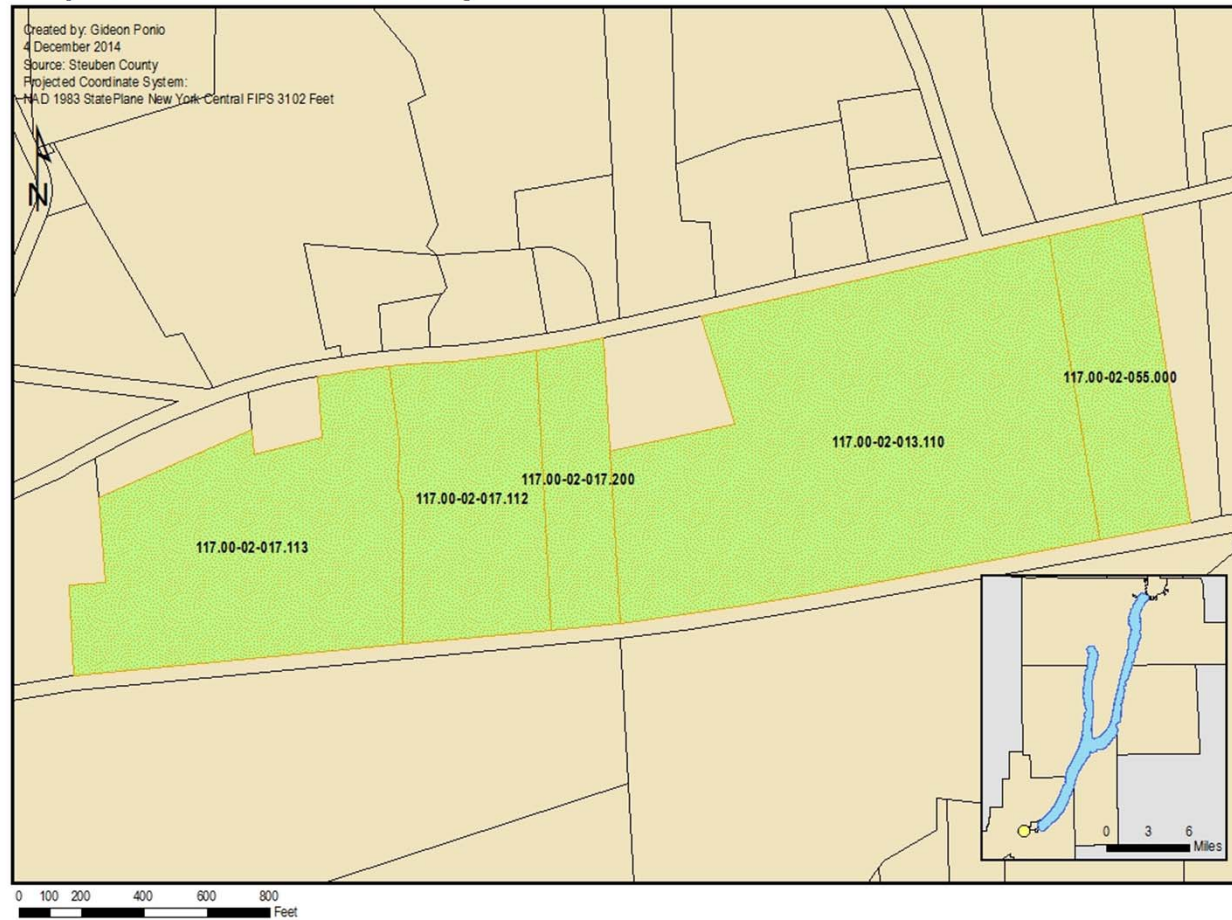 Created by: Gideon Ponio
4 December 2014
Source: Steuben County
Projected Coordinate System:
NAD 1983 StatePlane New York Central FIPS 3102 Feet
N
117.00-02-055.000
117.00-02-013.110
117.00-02-017.200
117.00-02-017.112
117.00-02-017.113
0 3 6
Miles
0 100 200 400 600 800
Feet